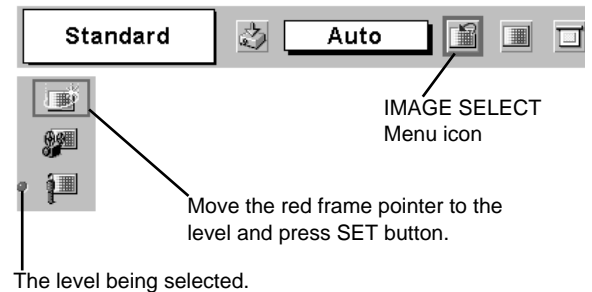 Standard
Auto
IMAGE SELECT
Menu icon
Move the red frame pointer to the
level and press SET button.
The level being selected.